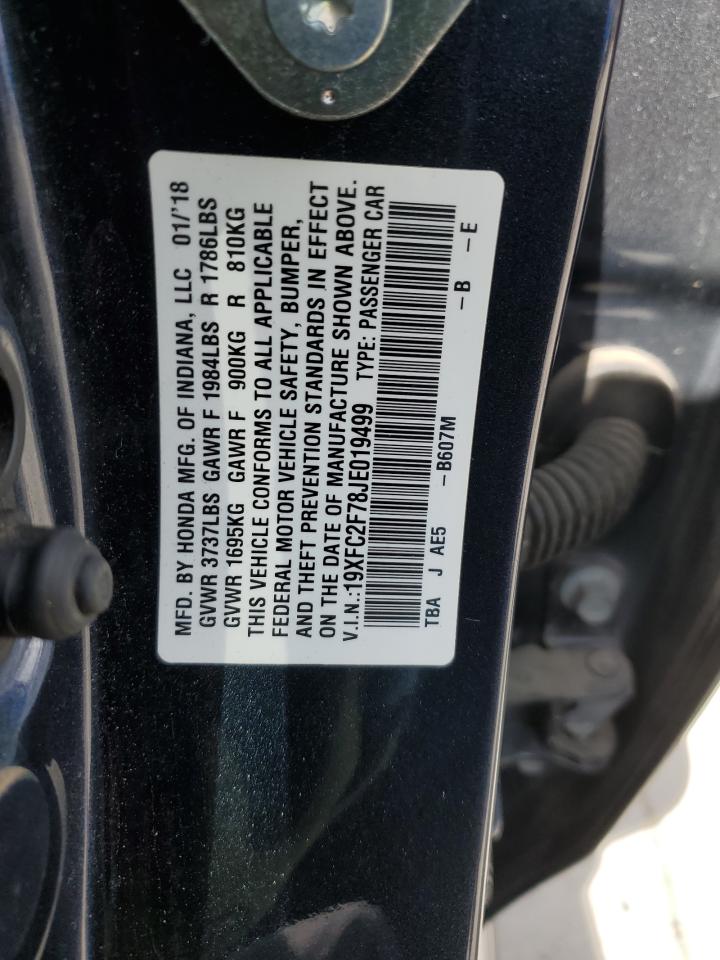 MFD. BY HONDA MFG. OF INDIANA, LLC 01/'18
GVWR 3737LBS GAWR F 1984LBS R 1786LBS
GVWR 1695KG GAWR F 900KG R 810KG
THIS VEHICLE CONFORMS TO ALL APPLICABLE
FEDERAL MOTOR VEHICLE SAFETY, BUMPER,
AND THEFT PREVENTION STANDARDS IN EFFECT
ON THE DATE OF MANUFACTURE SHOWN ABOVE.
V.I.N.:19XFC2F78JE019499 TYPE: PASSENGER CAR
TBA J AE5 -B607M -B -E